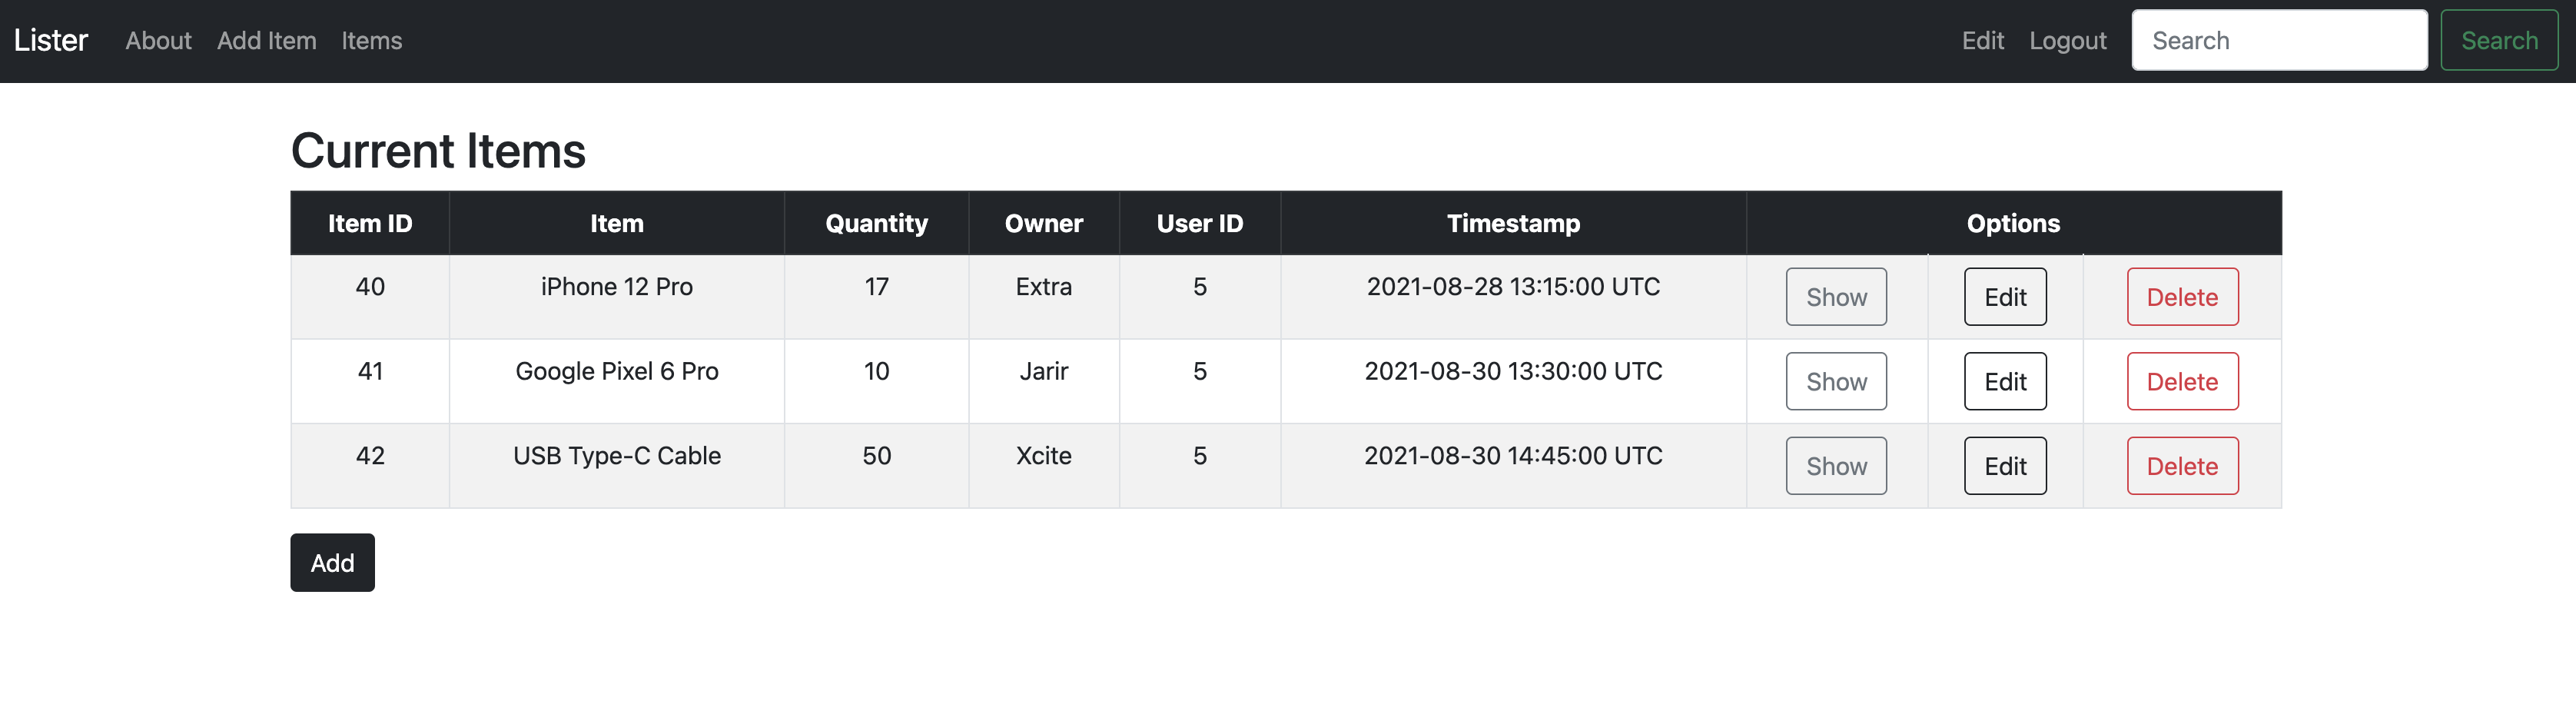 Lister About Add Item Items Edit Logout Search Search
Current Items
Item ID Item Quantity Owner User ID Timestamp Options
40 iPhone 12 Pro 17 Extra 5 2021-08-28 13:15:00 UTC Show Edit Delete
41 Google Pixel 6 Pro 10 Jarir 5 2021-08-30 13:30:00 UTC Show Edit Delete
42 USB Type-C Cable 50 Xcite 5 2021-08-30 14:45:00 UTC Show Edit Delete
Add